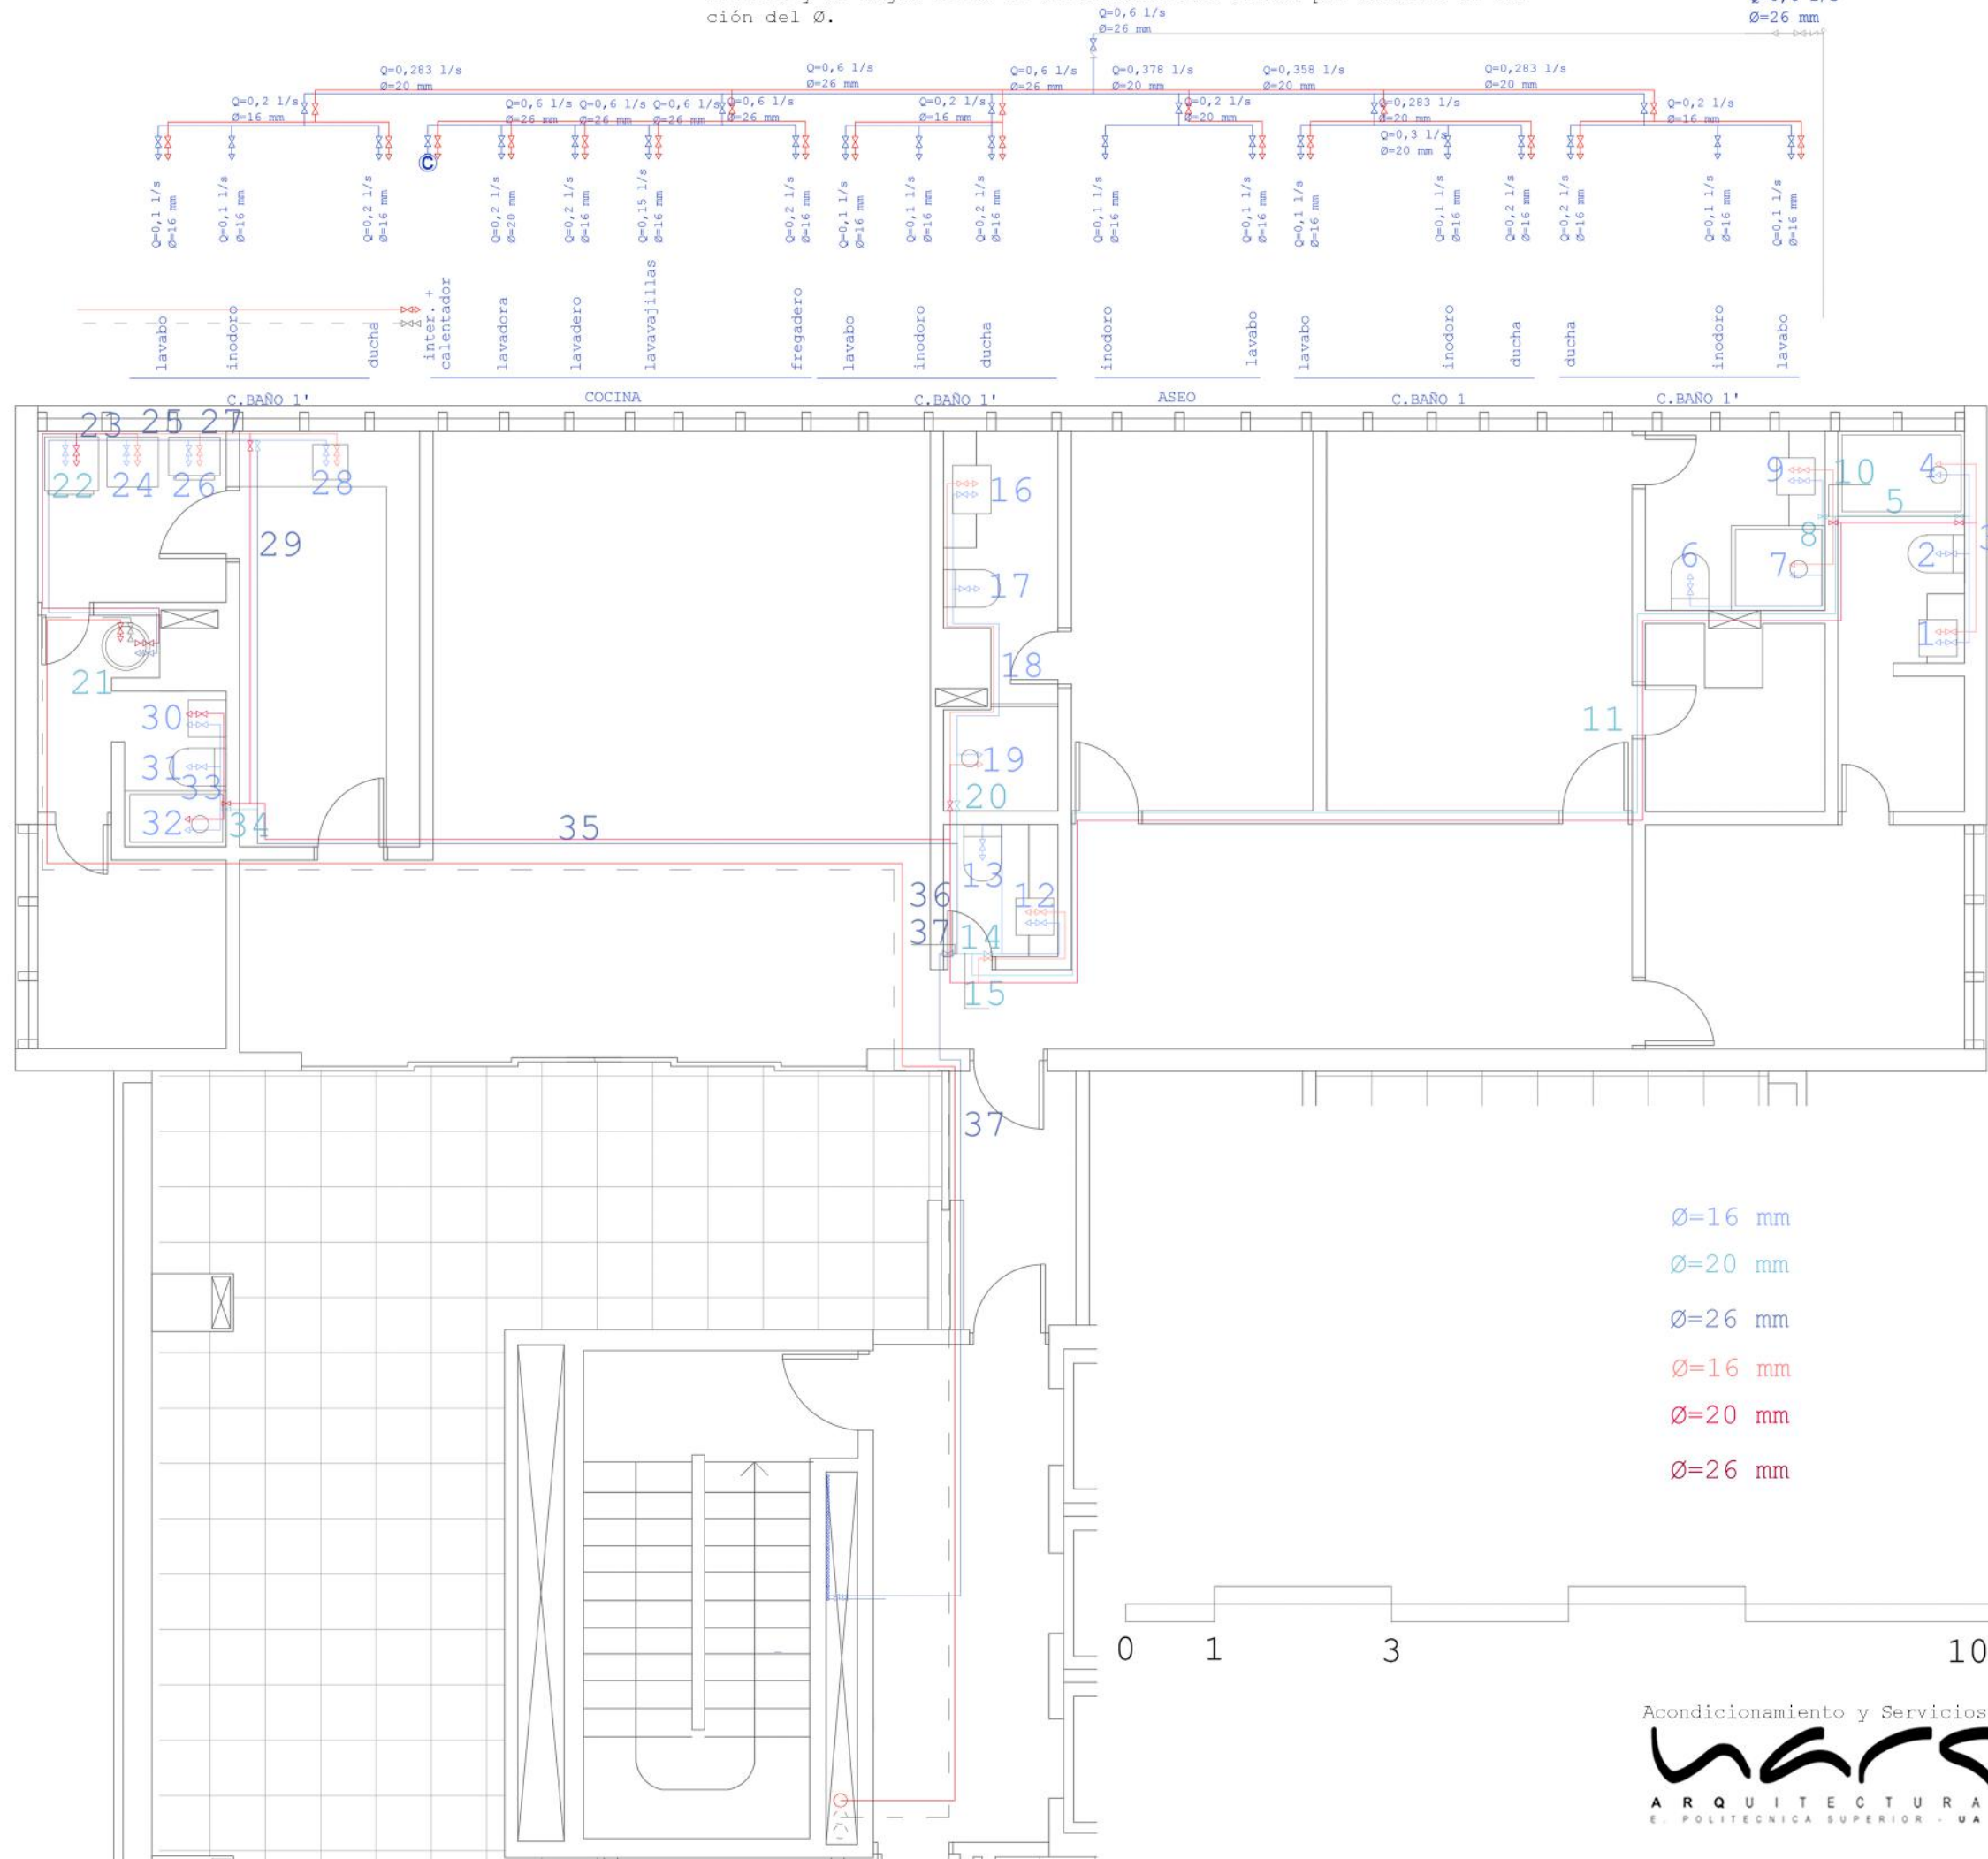 ción del Ø.
Q=0,6 l/s
Ø=26 mm
Ø=26 mm
Q=0,283 l/s
Ø=20 mm
Q=0,6 l/s
Ø=26 mm
Q=0,6 l/s
Ø=26 mm
Q=0,378 l/s
Ø=20 mm
Q=0,358 l/s
Ø=20 mm
Q=0,283 l/s
Ø=20 mm
Q=0,2 l/s
Ø=16 mm
Q=0,6 l/s
Ø=26 mm
Q=0,6 l/s
Ø=26 mm
Q=0,6 l/s
Ø=26 mm
Q=0,6 l/s
Ø=26 mm
Q=0,2 l/s
Ø=16 mm
Q=0,2 l/s
Ø=20 mm
Q=0,283 l/s
Ø=20 mm
Q=0,3 l/s
Ø=20 mm
Q=0,2 l/s
Ø=16 mm
C
Q=0,1 l/s
Ø=16 mm
Q=0,1 l/s
Ø=16 mm
Q=0,2 l/s
Ø=16 mm
Q=0,2 l/s
Ø=20 mm
Q=0,2 l/s
Ø=16 mm
Q=0,15 l/s
Ø=16 mm
Q=0,2 l/s
Ø=16 mm
Q=0,1 l/s
Ø=16 mm
Q=0,1 l/s
Ø=16 mm
Q=0,2 l/s
Ø=16 mm
Q=0,1 l/s
Ø=16 mm
Q=0,1 l/s
Ø=16 mm
Q=0,1 l/s
Ø=16 mm
Q=0,1 l/s
Ø=16 mm
Q=0,2 l/s
Ø=16 mm
Q=0,2 l/s
Ø=16 mm
Q=0,1 l/s
Ø=16 mm
Q=0,1 l/s
Ø=16 mm
lavabo
inodoro
ducha
inter. +
calentador
lavadora
lavadero
lavavajillas
fregadero
lavabo
inodoro
ducha
inodoro
lavabo
lavabo
inodoro
ducha
ducha
inodoro
lavabo
C.BAÑO 1'
COCINA
C.BAÑO 1'
ASEO
C.BAÑO 1
C.BAÑO 1'
23
25
27
22
24
26
28
29
16
17
18
9
10
4
5
8
6
7
2
3
1
21
30
31
33
32
34
35
19
20
11
36
37
13
12
14
15
37
Ø=16 mm
Ø=20 mm
Ø=26 mm
Ø=16 mm
Ø=20 mm
Ø=26 mm
0 1 3 10
Acondicionamiento y Servicios
ARQUITECTURA
E. POLITECNICA SUPERIOR - UA